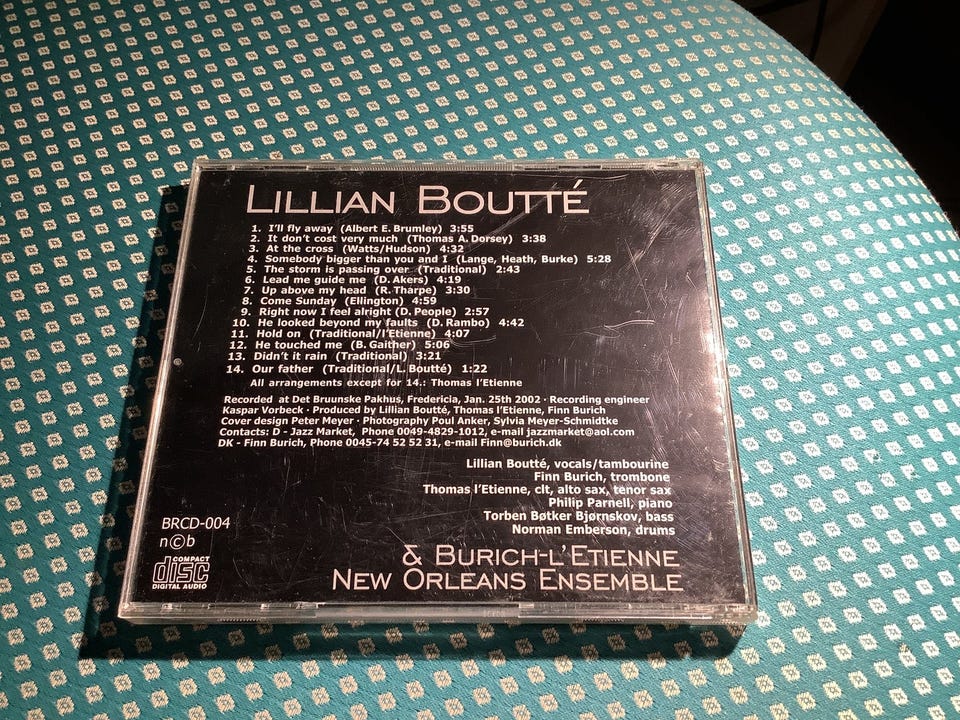 LILLIAN BOUTTÉ
1. I'll fly away (Albert E. Brumley) 3:55
2. It don't cost very much (Thomas A. Dorsey) 3:38
3. At the cross (Watts/Hudson) 4:32
4. Somebody bigger than you and I (Lange, Heath, Burke) 5:28
5. The storm is passing over (Traditional) 2:43
6. Lead me guide me (D. Akers) 4:19
7. Up above my head (R. Tharpe) 3:30
8. Come Sunday (Ellington) 4:59
9. Right now I feel alright (D. People) 2:57
10. He looked beyond my faults (D. Rambo) 4:42
11. Hold on (Traditional/l'Etienne) 4:07
12. He touched me (B. Gaither) 5:06
13. Didn't it rain (Traditional) 3:21
14. Our father (Traditional/L. Boutté) 1:22
All arrangements except for 14.: Thomas l'Etienne
Recorded at Det Bruunske Pakhus, Fredericia, Jan. 25th 2002 · Recording engineer
Kaspar Vorbeck · Produced by Lillian Boutté, Thomas l'Etienne, Finn Burich
Cover design Peter Meyer · Photography Poul Anker, Sylvia Meyer-Schmidtke
Contacts: D - Jazz Market, Phone 0049-4829-1012, e-mail jazzmarket@aol.com
DK - Finn Burich, Phone 0045-74 52 52 31, e-mail Finn@burich.dk
Lillian Boutté, vocals/tambourine
Finn Burich, trombone
Thomas l'Etienne, clt, alto sax, tenor sax
Philip Parnell, piano
Torben Bøtker Bjørnskov, bass
Norman Emberson, drums
BRCD-004
n©b
COMPACT
disc
DIGITAL AUDIO
& BURICH-L'ETIENNE
NEW ORLEANS ENSEMBLE